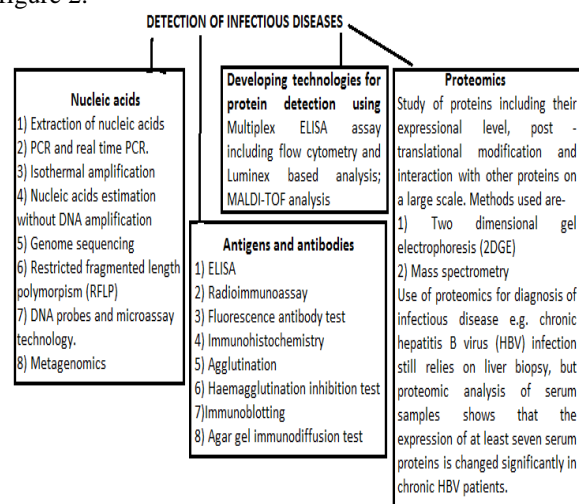 figure 2.
DETECTION OF INFECTIOUS DISEASES
Nucleic acids
1) Extraction of nucleic acids
2) PCR and real time PCR.
3) Isothermal amplification
4) Nucleic acids estimation
without DNA amplification
5) Genome sequencing
6) Restricted fragmented length
polymorpism (RFLP)
7) DNA probes and microassay
technology.
8) Metagenomics
Developing technologies for
protein detection using
Multiplex ELISA assay
including flow cytometry and
Luminex based analysis;
MALDI-TOF analysis
Antigens and antibodies
1) ELISA
2) Radioimmoassay
3) Fluorescence antibody test
4) Immunohistochemistry
5) Agglutination
6) Haemagglutination inhibition test
7)Immunoblotting
8) Agar gel immunodiffusion test
Proteomics
Study of proteins including their
expressional level, post -
translational modification and
interaction with other proteins on
a large scale. Methods used are-
1) Two dimensional gel
electrophoresis (2DGE)
2) Mass spectrometry
Use of proteomics for diagnosis of
infectious disease e.g. chronic
hepatitis B virus (HBV) infection
still relies on liver biopsy, but
proteomic analysis of serum
samples shows that the
expression of at least seven serum
proteins is changed significantly in
chronic HBV patients.